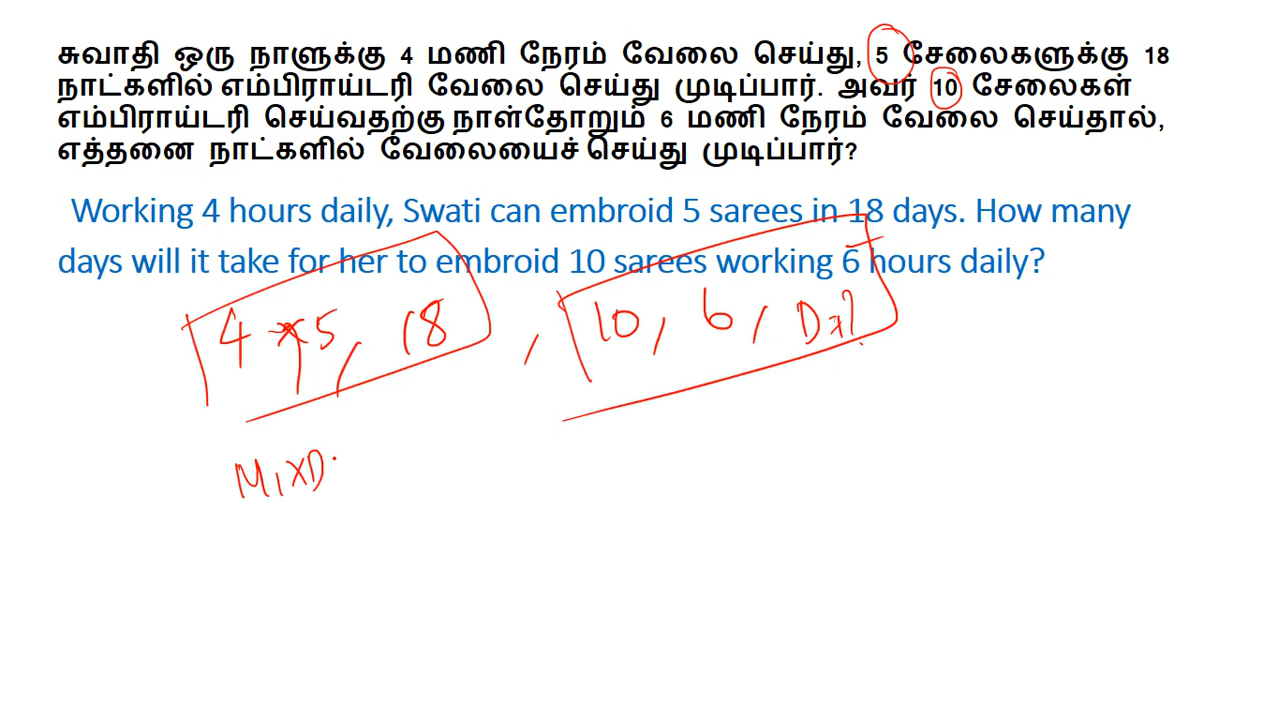 சுவாதி ஒரு நாளுக்கு 4 மணி நேரம் வேலை செய்து, 5 சேலைகளுக்கு 18
நாட்களில் எம்பிராய்டரி வேலை செய்து முடிப்பார். அவர் 10 சேலைகள்
எம்பிராய்டரி செய்வதற்கு நாள்தோறும் 6 மணி நேரம் வேலை செய்தால்,
எத்தனை நாட்களில் வேலையைச் செய்து முடிப்பார்?
Working 4 hours daily, Swati can embroid 5 sarees in 18 days. How many
days will it take for her to embroid 10 sarees working 6 hours daily?
4 5, 18 , 10, 6, D ?
M1 x D